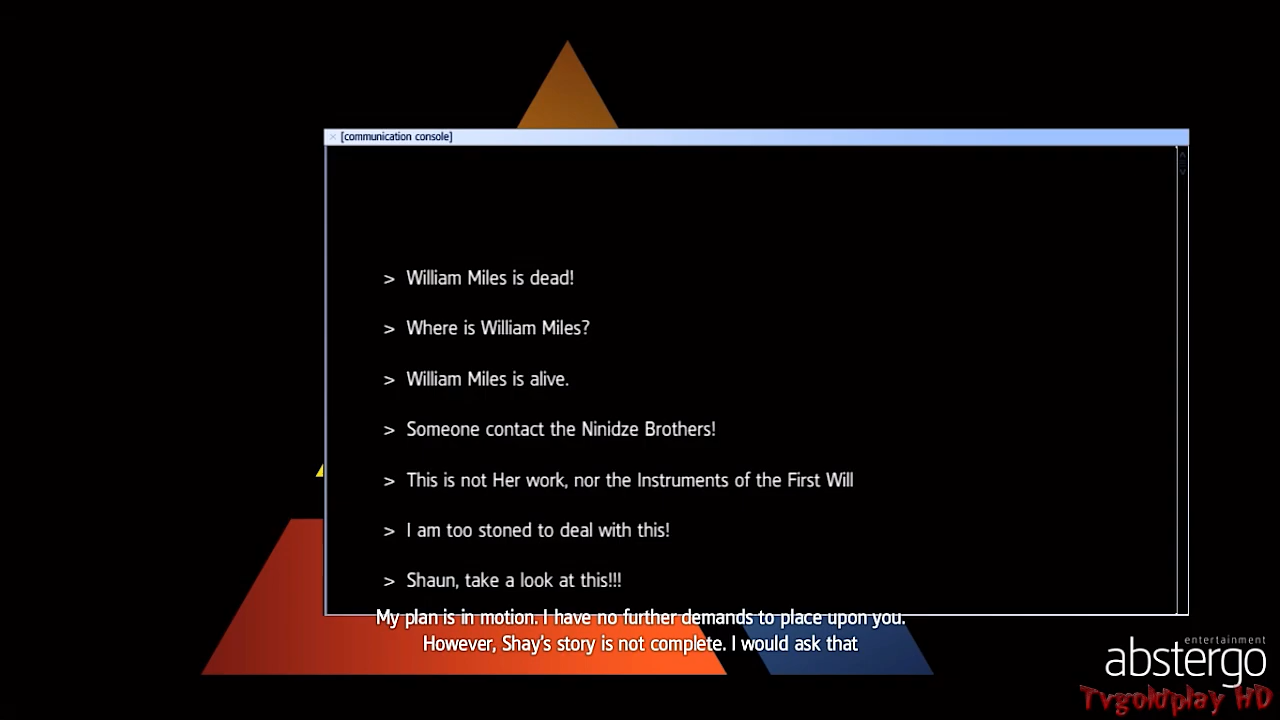 [communication console]
> William Miles is dead!
> Where is William Miles?
> William Miles is alive.
> Someone contact the Ninidze Brothers!
> This is not Her work, nor the Instruments of the First Will
> I am too stoned to deal with this!
> Shaun, take a look at this!!!
My plan is in motion. I have no further demands to place upon you.
However, Shay's story is not complete. I would ask that
entertainment
abstergo
Tvgoldplay HD